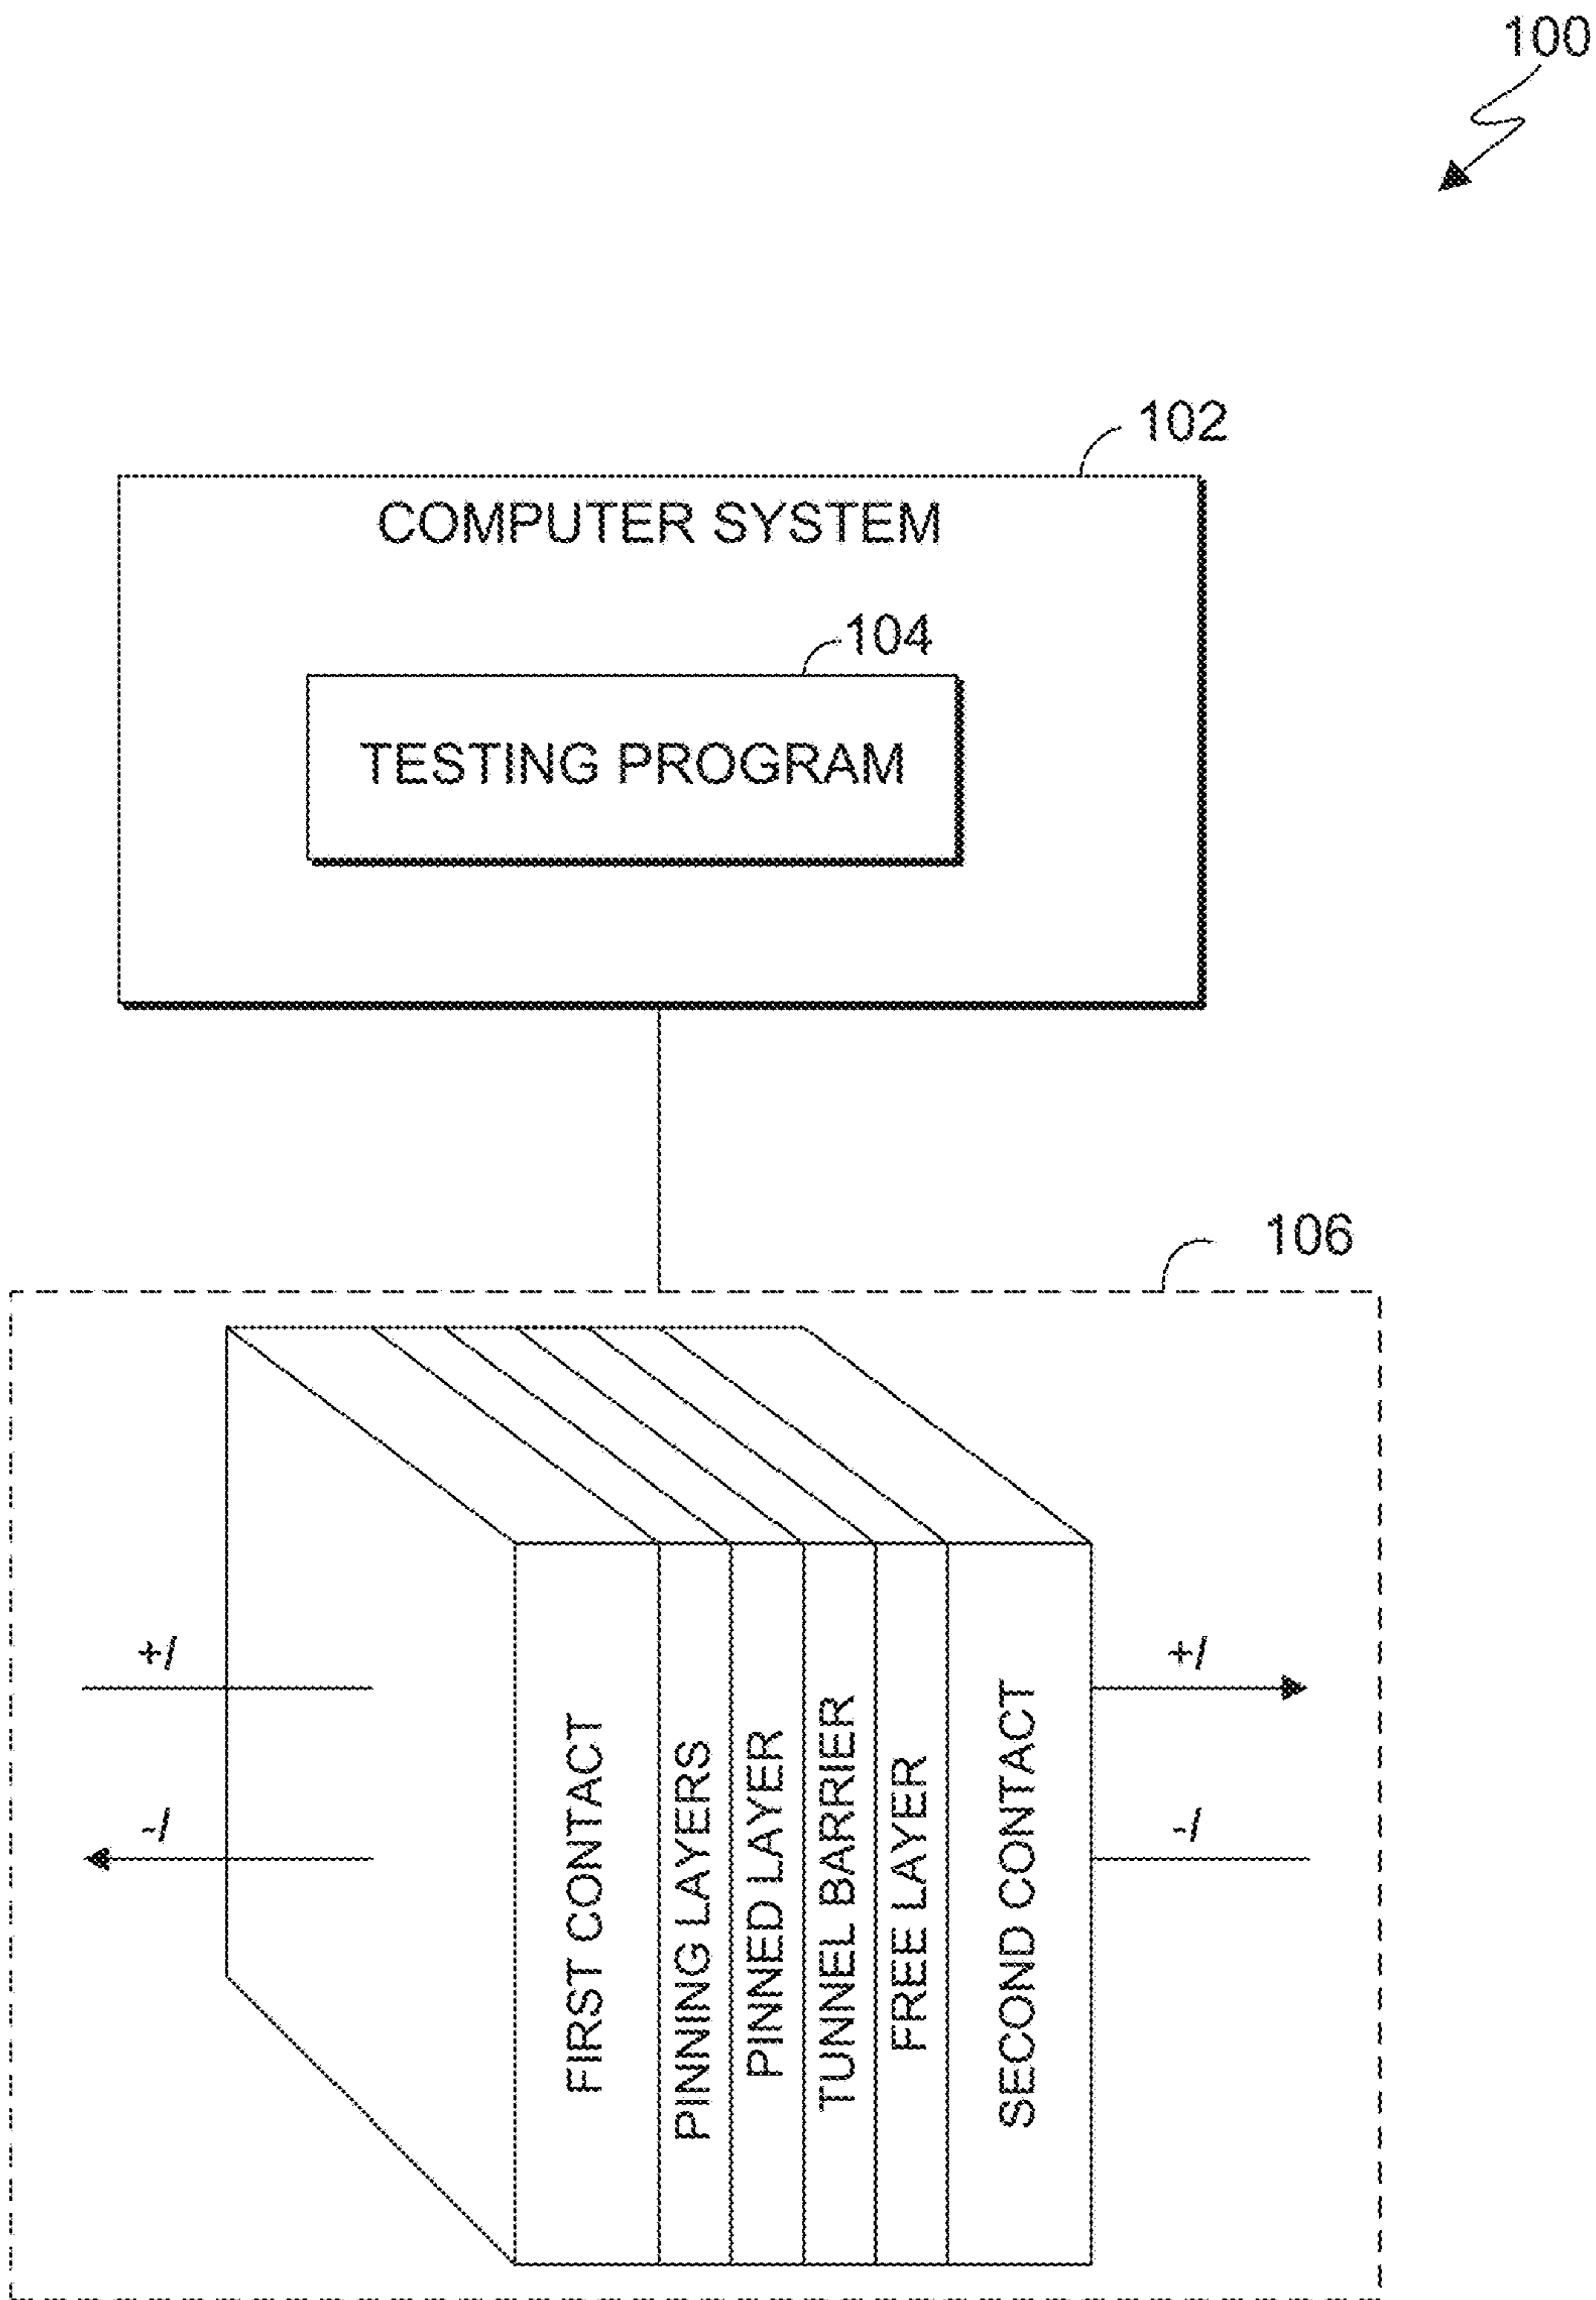 100
102
COMPUTER SYSTEM
104
TESTING PROGRAM
106
+I
+I
-I
-I
FIRST CONTACT
PINNING LAYERS
PINNED LAYER
TUNNEL BARRIER
FREE LAYER
SECOND CONTACT